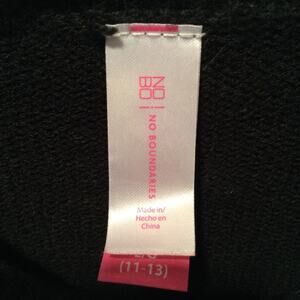 NO
BO
NO BOUNDARIES
Made in/
Hecho en
China
(11-13)